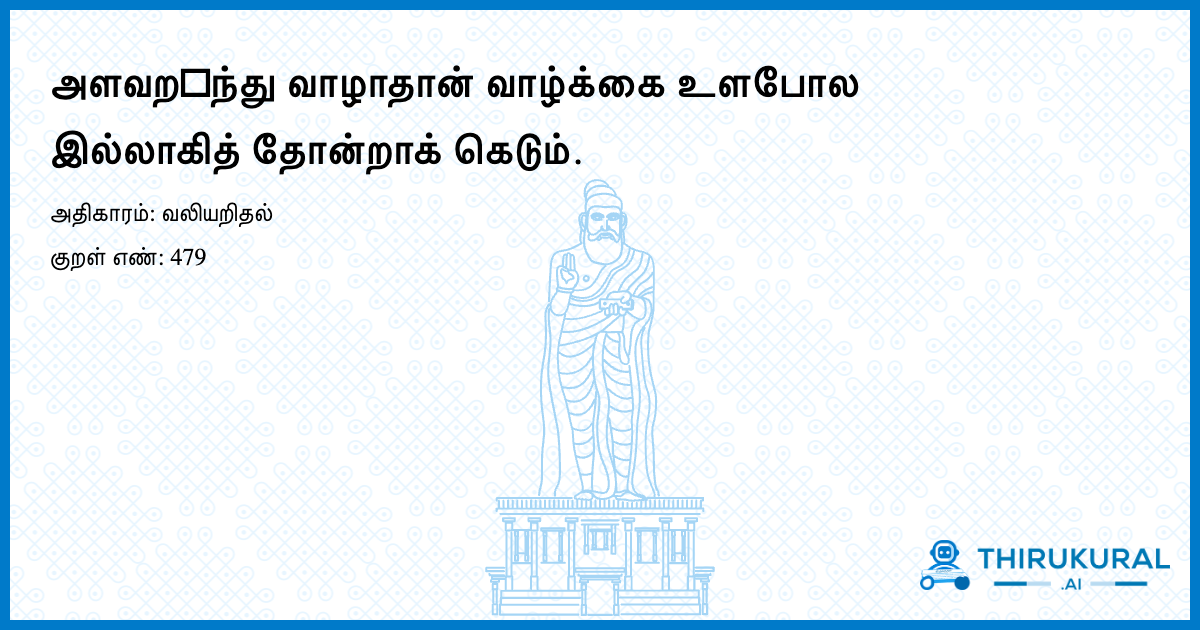 அளவற□ந்து வாழாதான் வாழ்க்கை உளபோல
இல்லாகித் தோன்றாக் கெடும்.
அதிகாரம்: வலியறிதல்
குறள் எண்: 479
THIRUKURAL
.AI